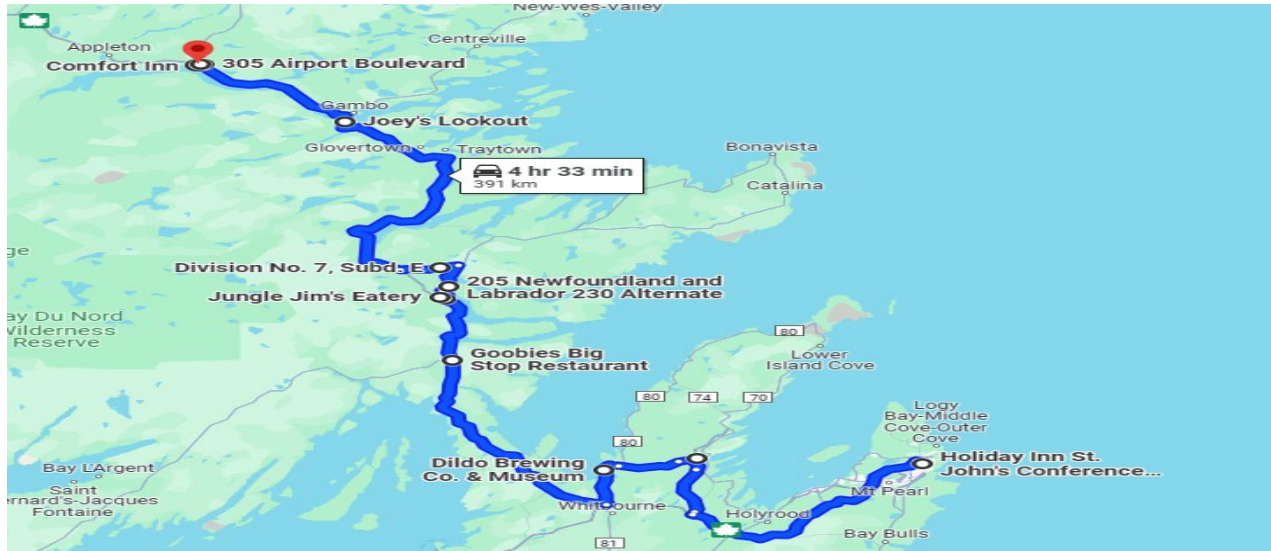 New-Wes-Valley
Appleton
Centreville
Comfort Inn
305 Airport Boulevard
Gambo
Joey's Lookout
Glovertown
Traytown
Bonavista
4 hr 33 min
391 km
Catalina
ge
Division No. 7, Subd. E
205 Newfoundland and
Labrador 230 Alternate
Jungle Jim's Eatery
ay Du Nord
Wilderness
Reserve
80
Lower
Island Cove
Goobies Big
Stop Restaurant
80
74
70
Logy
Bay-Middle
Cove-Outer
Cove
80
Dildo Brewing
Co. & Museum
Holiday Inn St.
John's Conference...
Bay L'Argent
Saint
ernard's-Jacques
Fontaine
Mt Pearl
Whitbourne
Holyrood
Bay Bulls
81